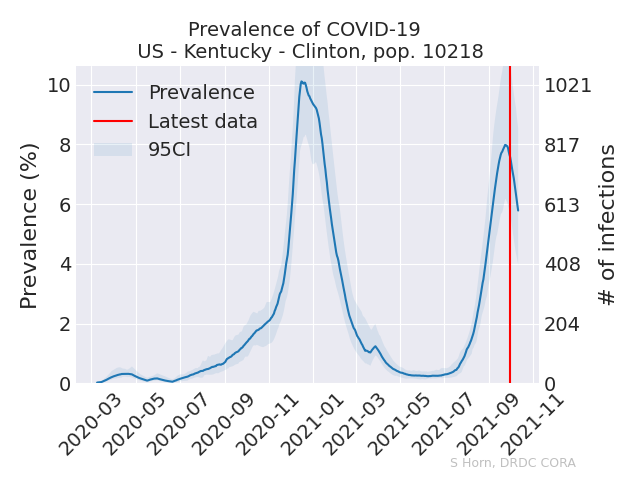 Prevalence of COVID-19
US - Kentucky - Clinton, pop. 10218
Prevalence
Latest data
95CI
Prevalence (%)
10
8
6
4
2
0
1021
817
613
408
204
0
# of infections
2020-03
2020-05
2020-07
2020-09
2020-11
2021-01
2021-03
2021-05
2021-07
2021-09
2021-11
S Horn, DRDC CORA